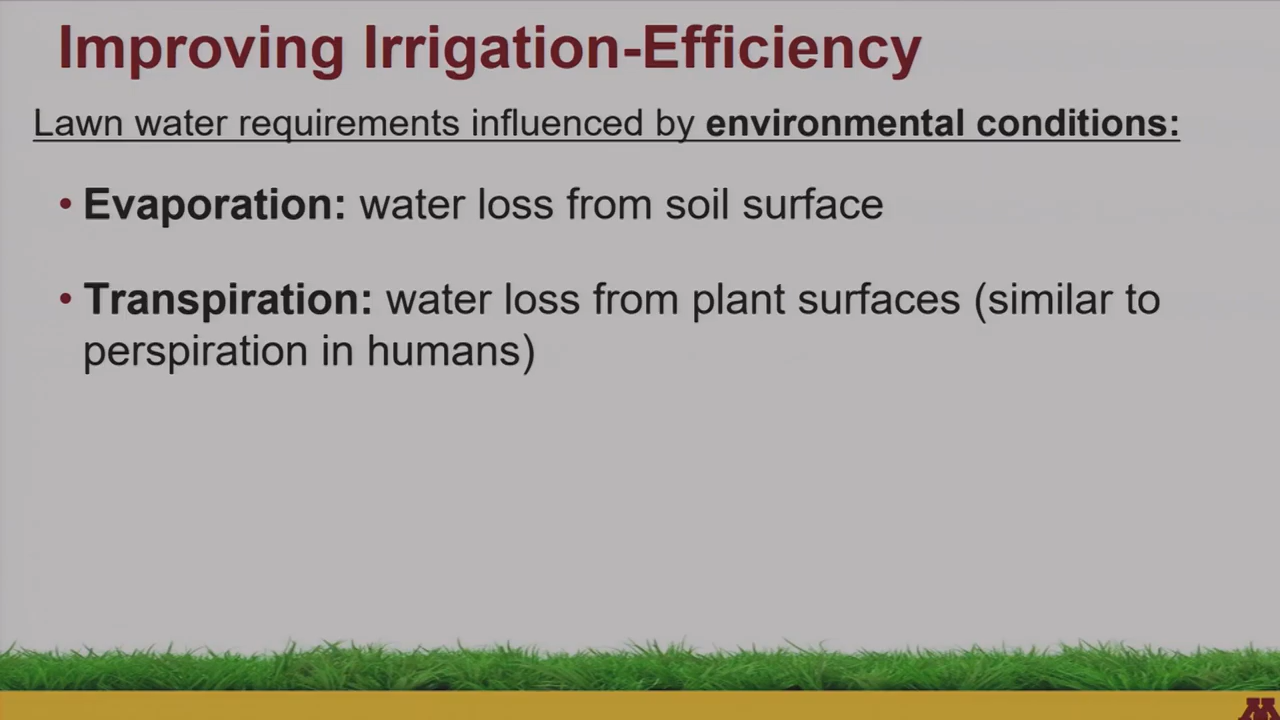 Improving Irrigation-Efficiency
Lawn water requirements influenced by environmental conditions:
• Evaporation: water loss from soil surface
• Transpiration: water loss from plant surfaces (similar to
perspiration in humans)
M